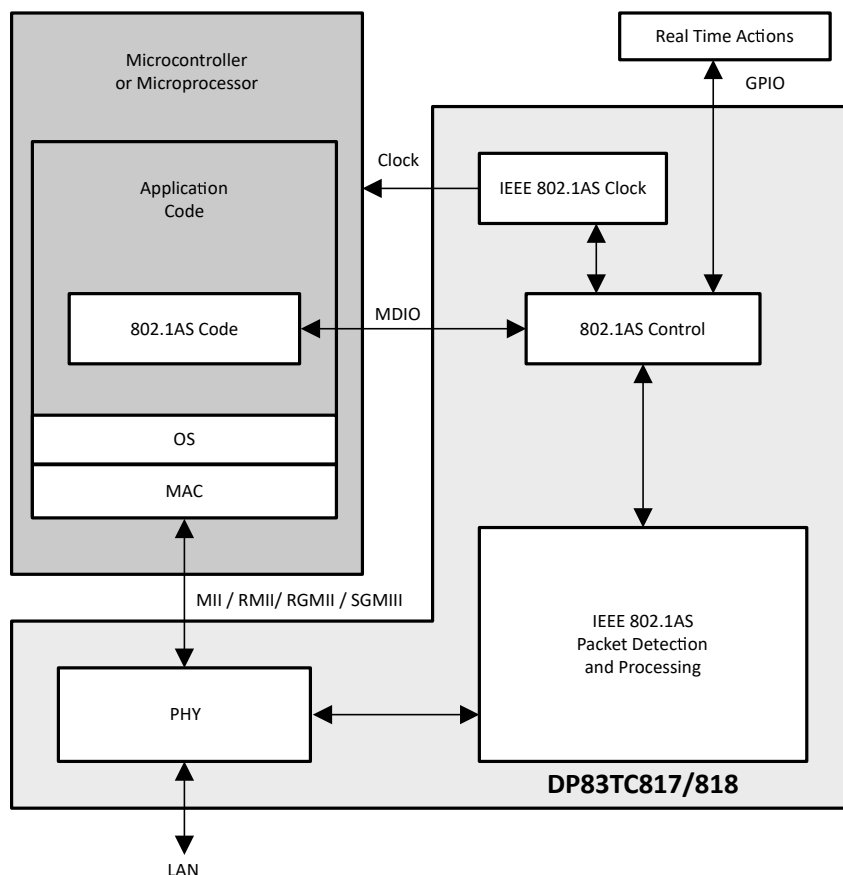 Microcontroller
or Microprocessor
Real Time Actions
GPIO
Application
Code
Clock
IEEE 802.1AS Clock
802.1AS Code
MDIO
802.1AS Control
OS
MAC
MII / RMII/ RGMII / SGMIII
IEEE 802.1AS
Packet Detection
and Processing
PHY
DP83TC817/818
LAN